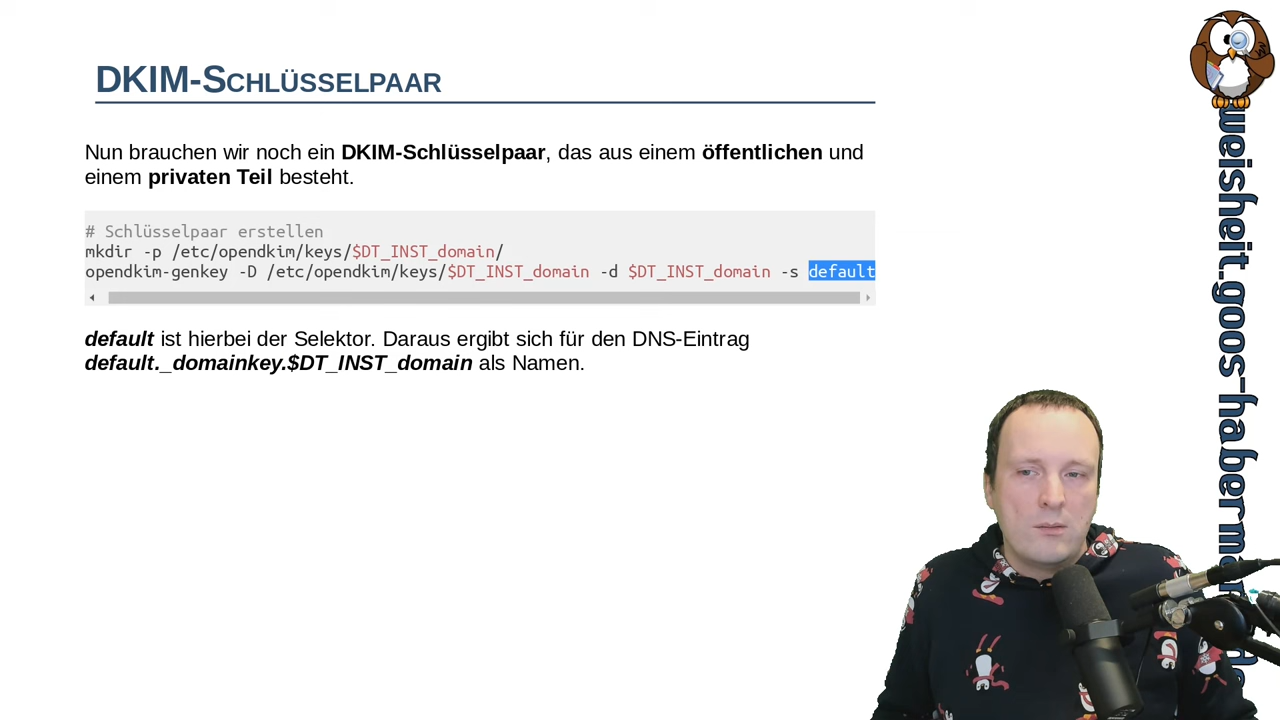 DKIM-Schlüsselpaar
Nun brauchen wir noch ein DKIM-Schlüsselpaar, das aus einem öffentlichen und
einem privaten Teil besteht.
# Schlüsselpaar erstellen
mkdir -p /etc/opendkim/keys/$DT_INST_domain/
opendkim-genkey -D /etc/opendkim/keys/$DT_INST_domain -d $DT_INST_domain -s default
default ist hierbei der Selektor. Daraus ergibt sich für den DNS-Eintrag
default._domainkey.$DT_INST_domain als Namen.
weisheit.goos-haberma